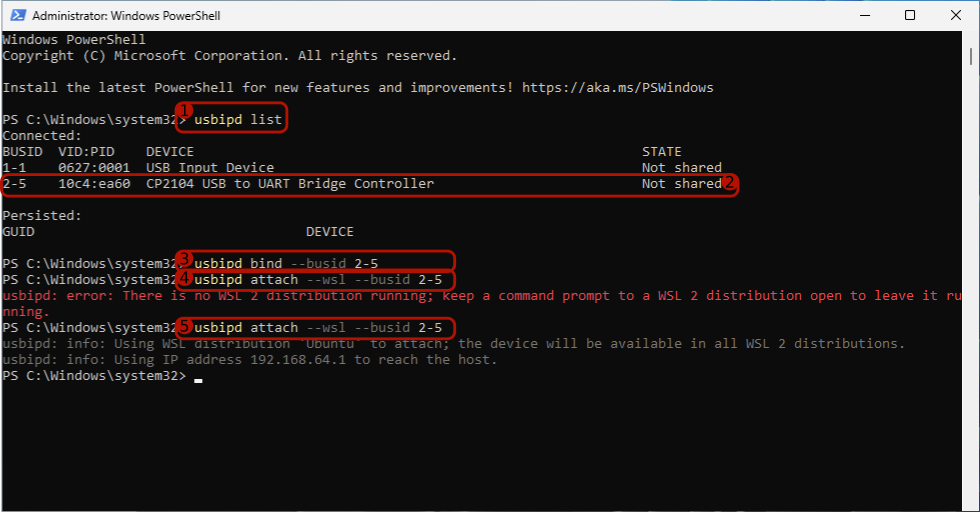 Administrator: Windows PowerShell
Windows PowerShell
Copyright (C) Microsoft Corporation. All rights reserved.
Install the latest PowerShell for new features and improvements! https://aka.ms/PSWindows
PS C:\Windows\system32> usbipd list
1
Connected:
BUSID VID:PID DEVICE STATE
1-1 0627:0001 USB Input Device Not shared
2-5 10c4:ea60 CP2104 USB to UART Bridge Controller Not shared
2
Persisted:
GUID DEVICE
PS C:\Windows\system32> usbipd bind --busid 2-5
3
PS C:\Windows\system32> usbipd attach --wsl --busid 2-5
4
usbipd: error: There is no WSL 2 distribution running; keep a command prompt to a WSL 2 distribution open to leave it ru
nning.
PS C:\Windows\system32> usbipd attach --wsl --busid 2-5
5
usbipd: info: Using WSL distribution 'Ubuntu' to attach; the device will be available in all WSL 2 distributions.
usbipd: info: Using IP address 192.168.64.1 to reach the host.
PS C:\Windows\system32>